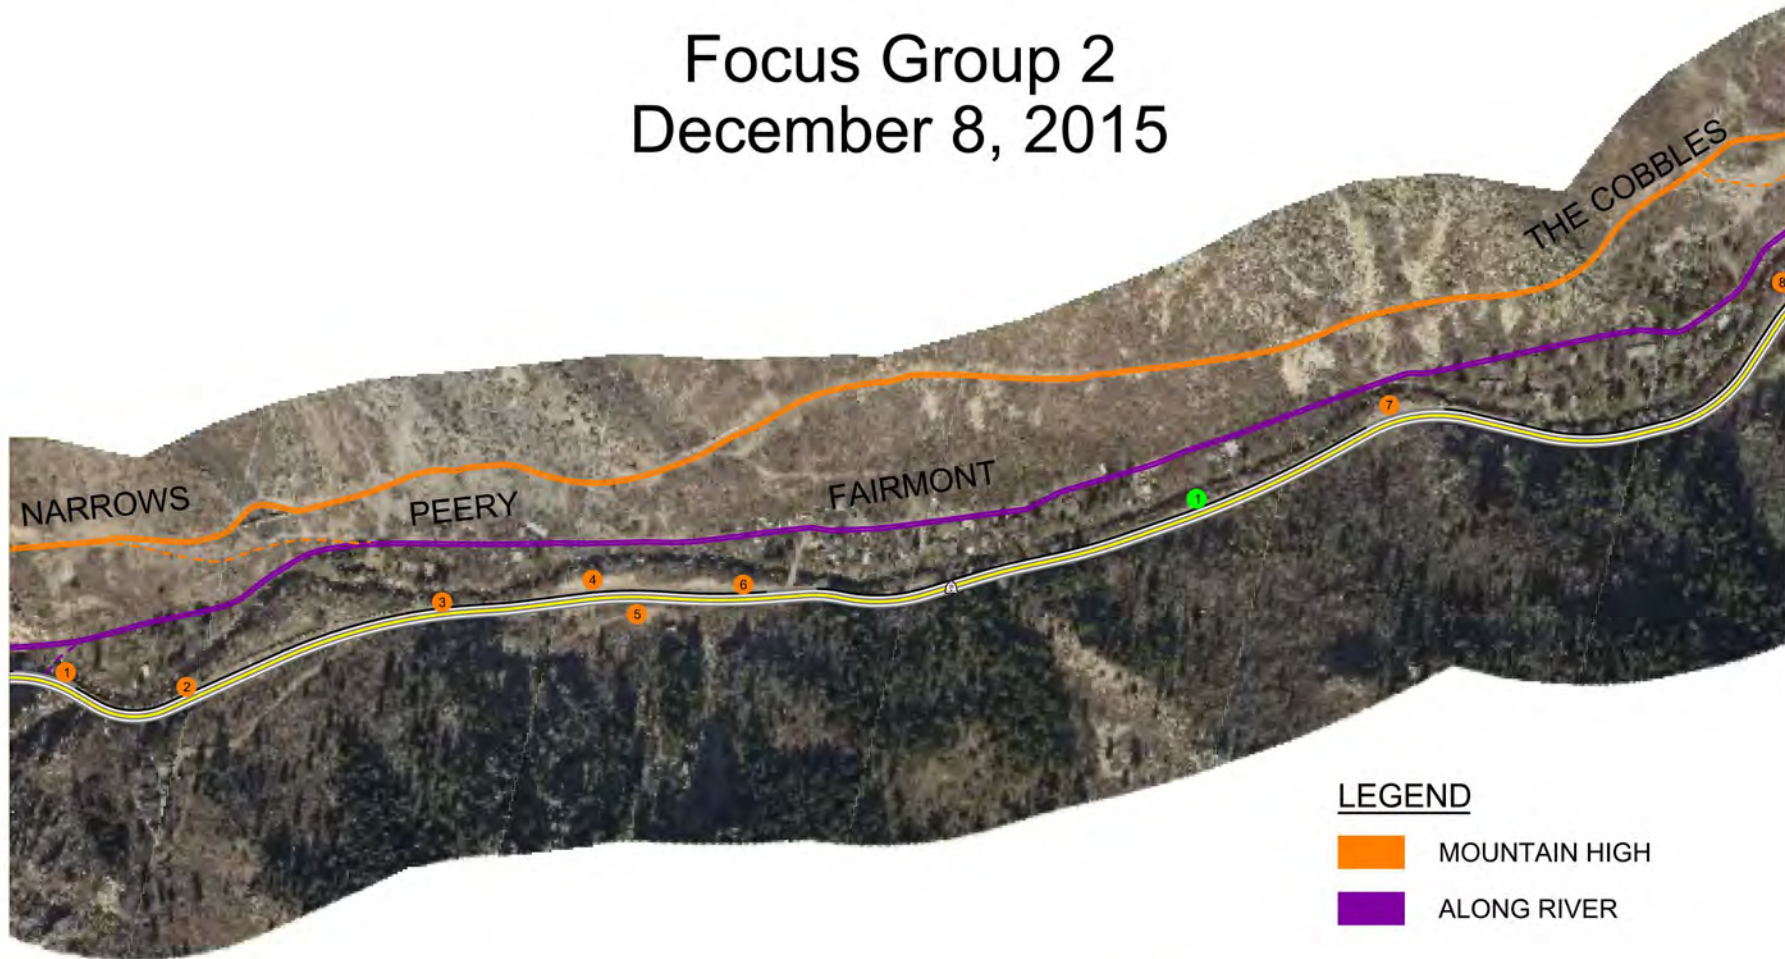 Focus Group 2
December 8, 2015
THE COBBLES
8
7
NARROWS
PEERY
FAIRMONT
1
4
6
3
5
1
2
LEGEND
MOUNTAIN HIGH
ALONG RIVER